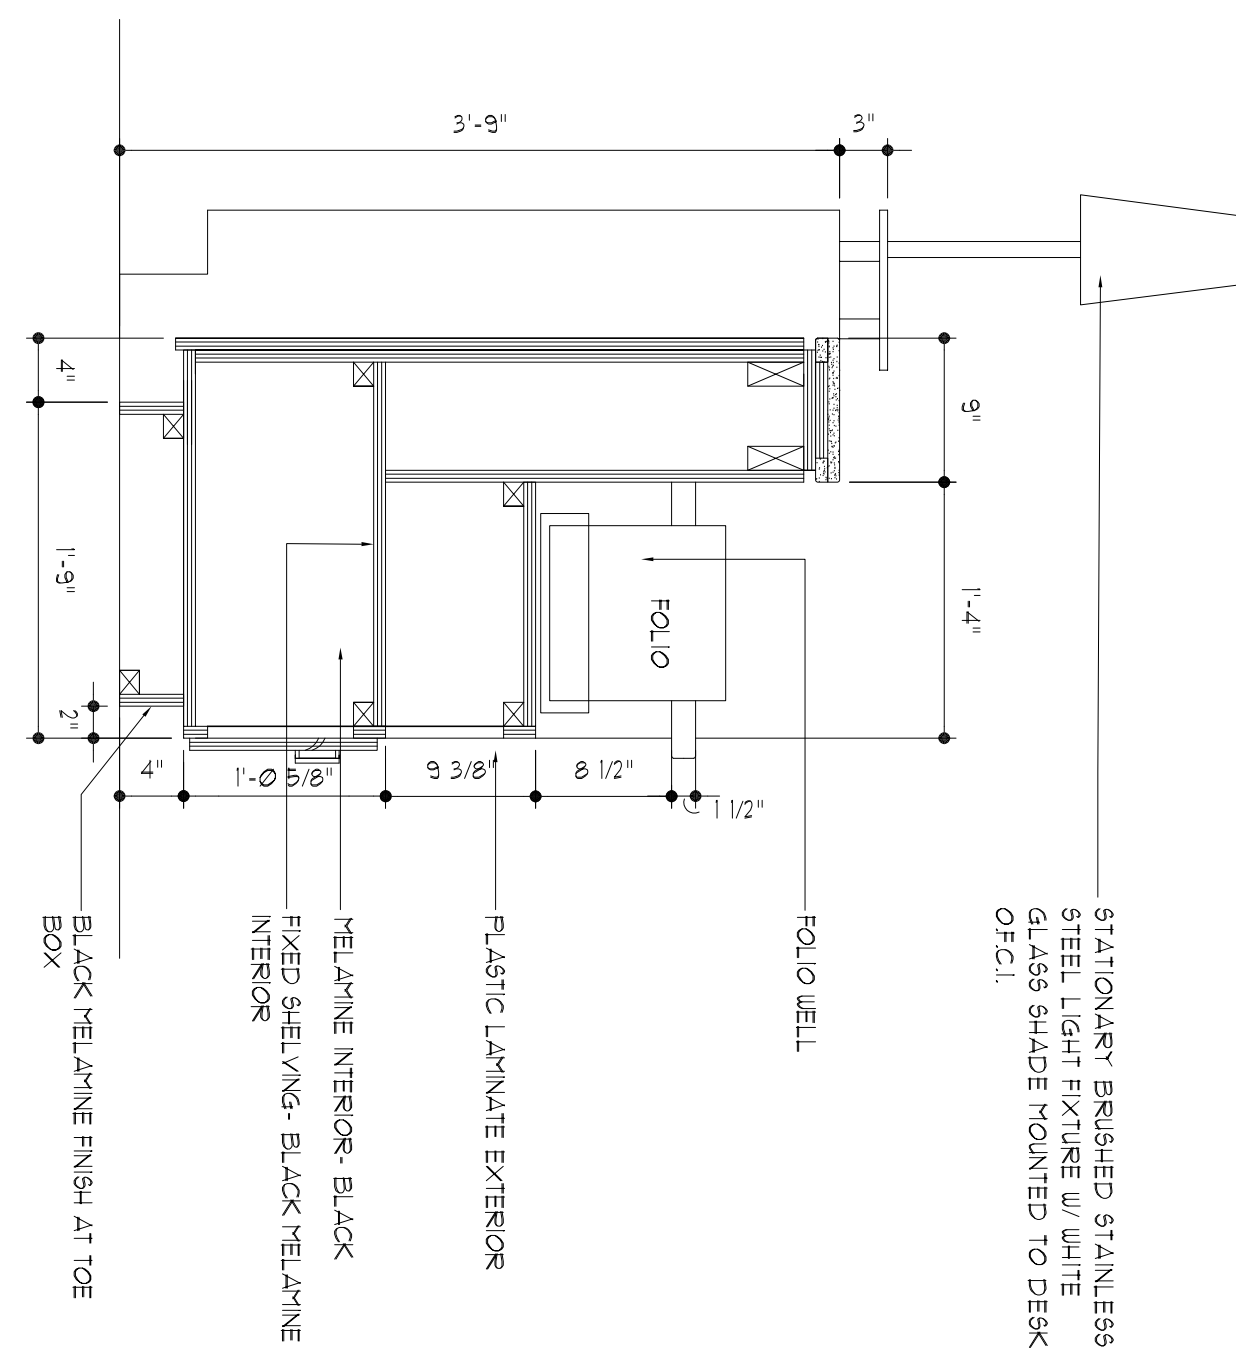 3'-9"
3"
4"
1'-9"
2"
9"
1'-4"
4"
1'-Ø 5/8"
9 3/8"
8 1/2"
1 1/2"
FOLIO
STATIONARY BRUSHED STAINLESS
STEEL LIGHT FIXTURE W/ WHITE
GLASS SHADE MOUNTED TO DESK
O.F.C.I.
FOLIO WELL
PLASTIC LAMINATE EXTERIOR
MELAMINE INTERIOR- BLACK
FIXED SHELVING- BLACK MELAMINE
INTERIOR
BLACK MELAMINE FINISH AT TOE
BOX